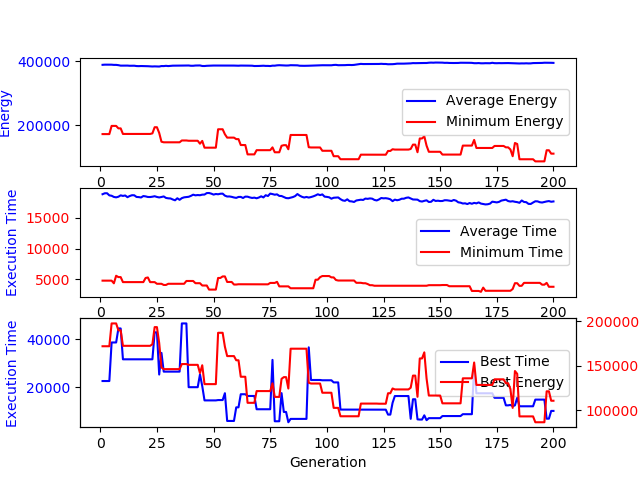 400000
200000
Energy
Average Energy
Minimum Energy
0 25 50 75 100 125 150 175 200
15000
10000
5000
Execution Time
Average Time
Minimum Time
0 25 50 75 100 125 150 175 200
40000
20000
Execution Time
Best Time
Best Energy
200000
150000
100000
0 25 50 75 100 125 150 175 200
Generation